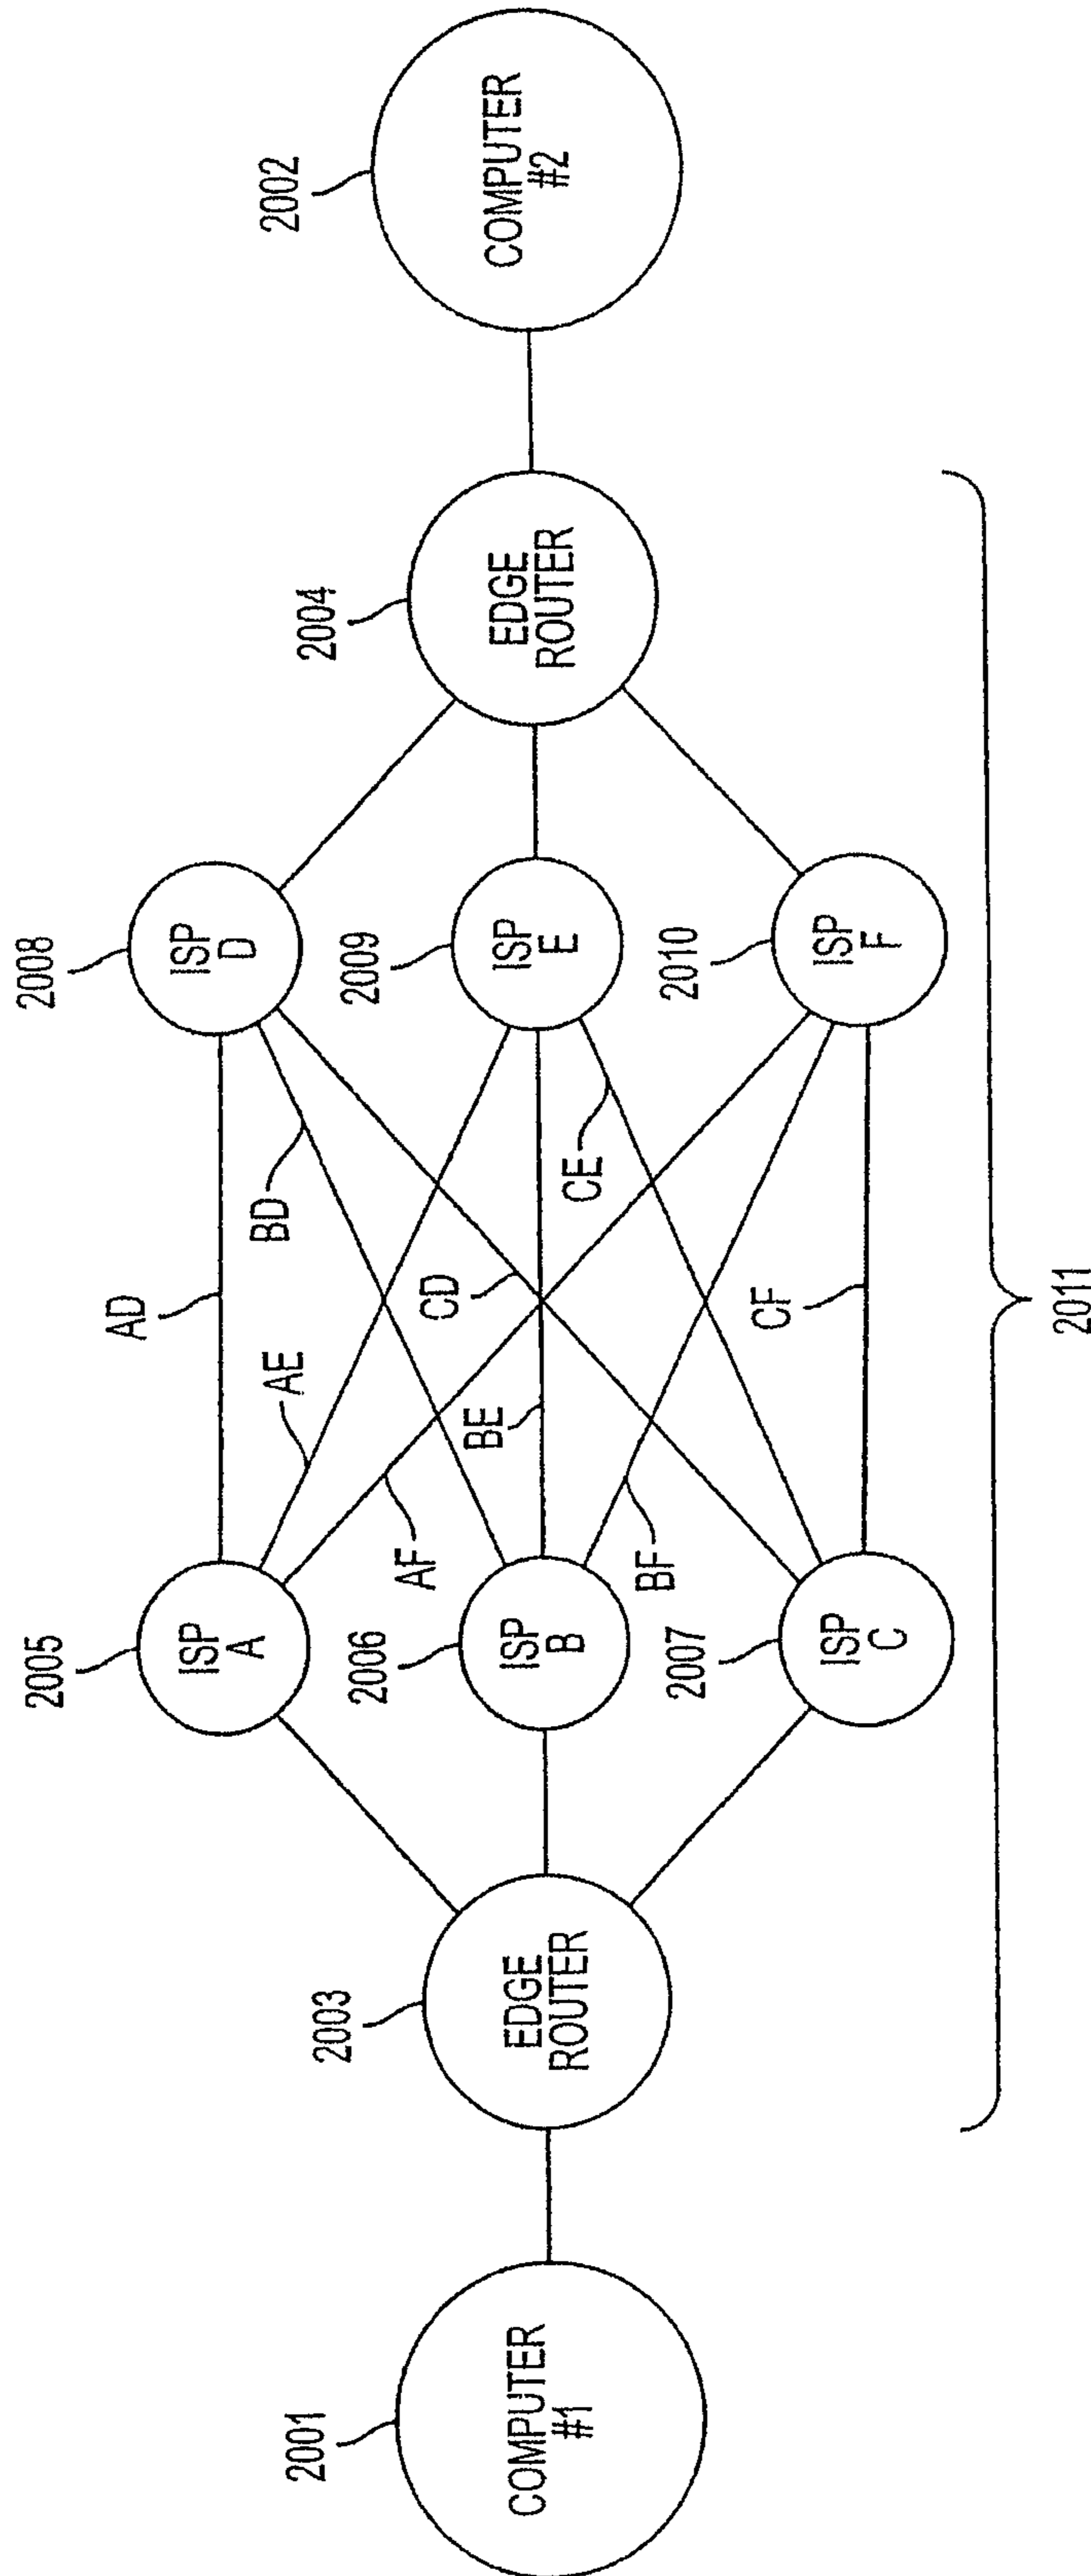 2001
COMPUTER
#1
2003
EDGE
ROUTER
2005
ISP
A
2006
ISP
B
2007
ISP
C
AD
AE
BD
AF
CD
BE
CE
BF
CF
2008
ISP
D
2009
ISP
E
2010
ISP
F
2004
EDGE
ROUTER
2002
COMPUTER
#2
2011